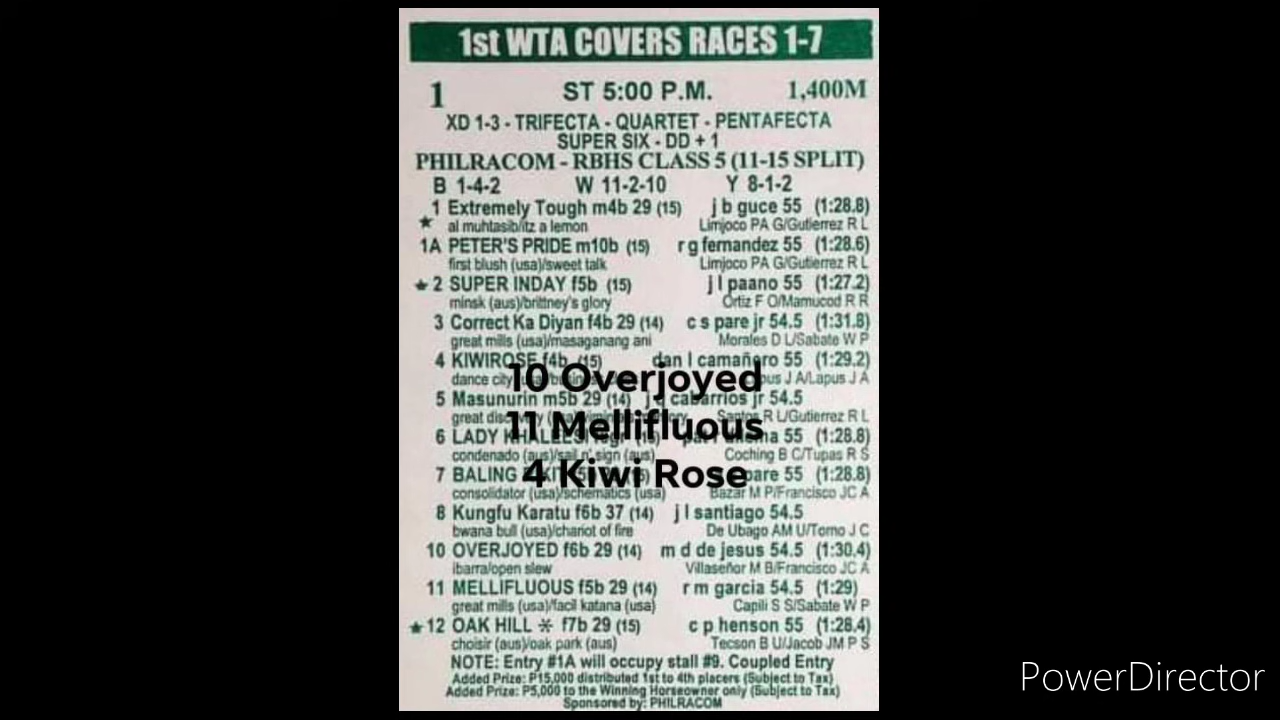 1st WTA COVERS RACES 1-7
1 ST 5:00 P.M. 1,400M
XD 1-3 - TRIFECTA - QUARTET - PENTAFECTA
SUPER SIX - DD + 1
PHILRACOM - RBHS CLASS 5 (11-15 SPLIT)
B 1-4-2 W 11-2-10 Y 8-1-2
1 Extremely Tough m4b 29 (15) j b guce 55 (1:28.8)
al muhtasib/itz a lemon Limjoco PA G/Gutierrez R L
1A PETER'S PRIDE m10b (15) r g fernandez 55 (1:28.6)
first blush (usa)/sweet talk Limjoco PA G/Gutierrez R L
2 SUPER INDAY f5b (15) j l paano 55 (1:27.2)
minsk (aus)/brittney's glory Ortiz F O/Mamucod R R
3 Correct Ka Diyan f4b 29 (14) c s pare jr 54.5 (1:31.8)
great mills (usa)/masaganang ani Morales D L/Sabate W P
4 KIWIROSE f4b (15) dan l camañero 55 (1:29.2)
dance city J A/Lapus J A
10 Overjoyed
5 Masunurin m5b 29 (14) cabarrios jr 54.5
great Santos R L/Gutierrez R L
11 Mellifluous
6 LADY 55 (1:28.8)
condenado (aus)/sail n' sign (aus) Coching B C/Tupas R S
7 BALING pare 55 (1:28.8)
4 Kiwi Rose
consolidator (usa)/schematics (usa) Bazar M P/Francisco JC A
8 Kungfu Karatu f6b 37 (14) j l santiago 54.5
bwana bull (usa)/chariot of fire De Ubago AM U/Torno J C
10 OVERJOYED f6b 29 (14) m d de jesus 54.5 (1:30.4)
ibarra/open slew Villaseñor M B/Francisco JC A
11 MELLIFLUOUS f5b 29 (14) r m garcia 54.5 (1:29)
great mills (usa)/facil katana (usa) Capili S S/Sabate W P
12 OAK HILL f7b 29 (15) c p henson 55 (1:28.4)
choisir (aus)/oak park (aus) Tecson B U/Jacob JM P S
NOTE: Entry #1A will occupy stall #9. Coupled Entry
Added Prize: P15,000 distributed 1st to 4th placers (Subject to Tax)
Added Prize: P5,000 to the Winning Horseowner only (Subject to Tax)
Sponsored by: PHILRACOM
PowerDirector